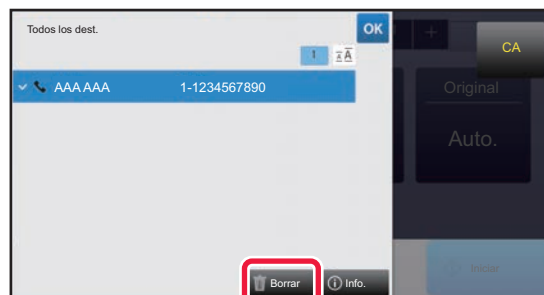 Todos los dest.
OK
CA
1
AAA AAA 1-1234567890
Original
Auto.
Borrar
Info.
Iniciar